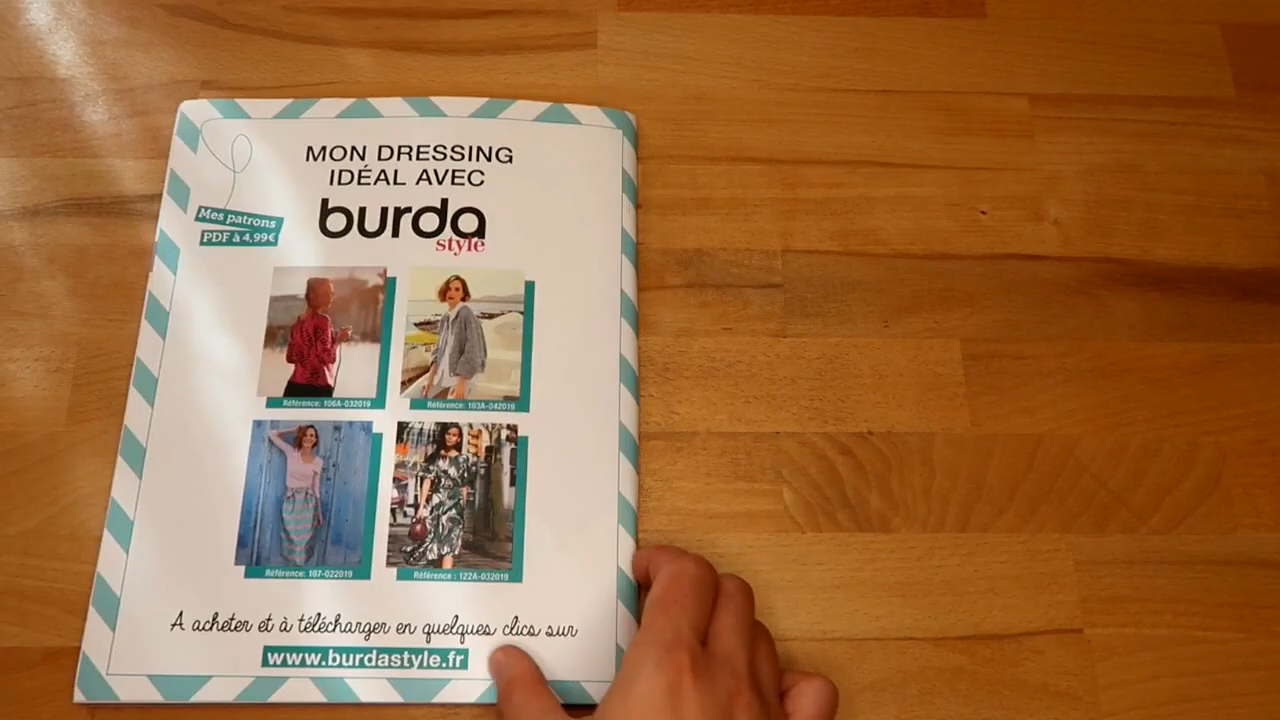 MON DRESSING
IDÉAL AVEC
burda
style
Mes patrons
PDF à 4,99€
Référence: 106A-032019
Référence: 103A-042019
Référence: 107-022019
Référence : 122A-032019
A acheter et à télécharger en quelques clics sur
www.burdastyle.fr